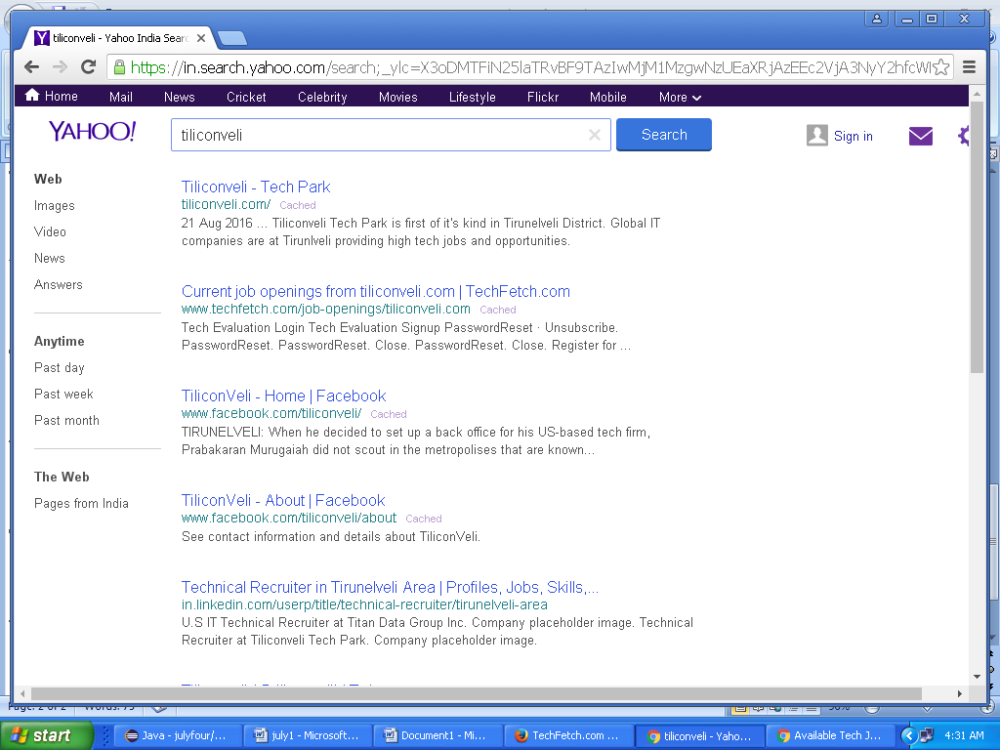 tiliconveli - Yahoo India Sear
https://in.search.yahoo.com/search;_ylc=X3oDMTFiN25laTRvBF9TAzIwMjM1MzgwNzUEaXRjAzEEc2VjA3NyY2hfcWI
Home Mail News Cricket Celebrity Movies Lifestyle Flickr Mobile More
YAHOO! tiliconveli Search Sign in
Web
Images
Video
News
Answers
Anytime
Past day
Past week
Past month
The Web
Pages from India
Tiliconveli - Tech Park
tiliconveli.com/ Cached
21 Aug 2016 ... Tiliconveli Tech Park is first of it's kind in Tirunelveli District. Global IT
companies are at Tirunlveli providing high tech jobs and opportunities.
Current job openings from tiliconveli.com | TechFetch.com
www.techfetch.com/job-openings/tiliconveli.com Cached
Tech Evaluation Login Tech Evaluation Signup PasswordReset · Unsubscribe.
PasswordReset. PasswordReset. Close. PasswordReset. Close. Register for ...
TiliconVeli - Home | Facebook
www.facebook.com/tiliconveli/ Cached
TIRUNELVELI: When he decided to set up a back office for his US-based tech firm,
Prabakaran Murugaiah did not scout in the metropolises that are known...
TiliconVeli - About | Facebook
www.facebook.com/tiliconveli/about Cached
See contact information and details about TiliconVeli.
Technical Recruiter in Tirunelveli Area | Profiles, Jobs, Skills,...
in.linkedin.com/userp/title/technical-recruiter/tirunelveli-area
U.S IT Technical Recruiter at Titan Data Group Inc. Company placeholder image. Technical
Recruiter at Tiliconveli Tech Park. Company placeholder image.
start Java - julyfour/... july1 - Microsoft... Document1 - Mi... TechFetch.com ... tiliconveli - Yaho... Available Tech J... 4:31 AM